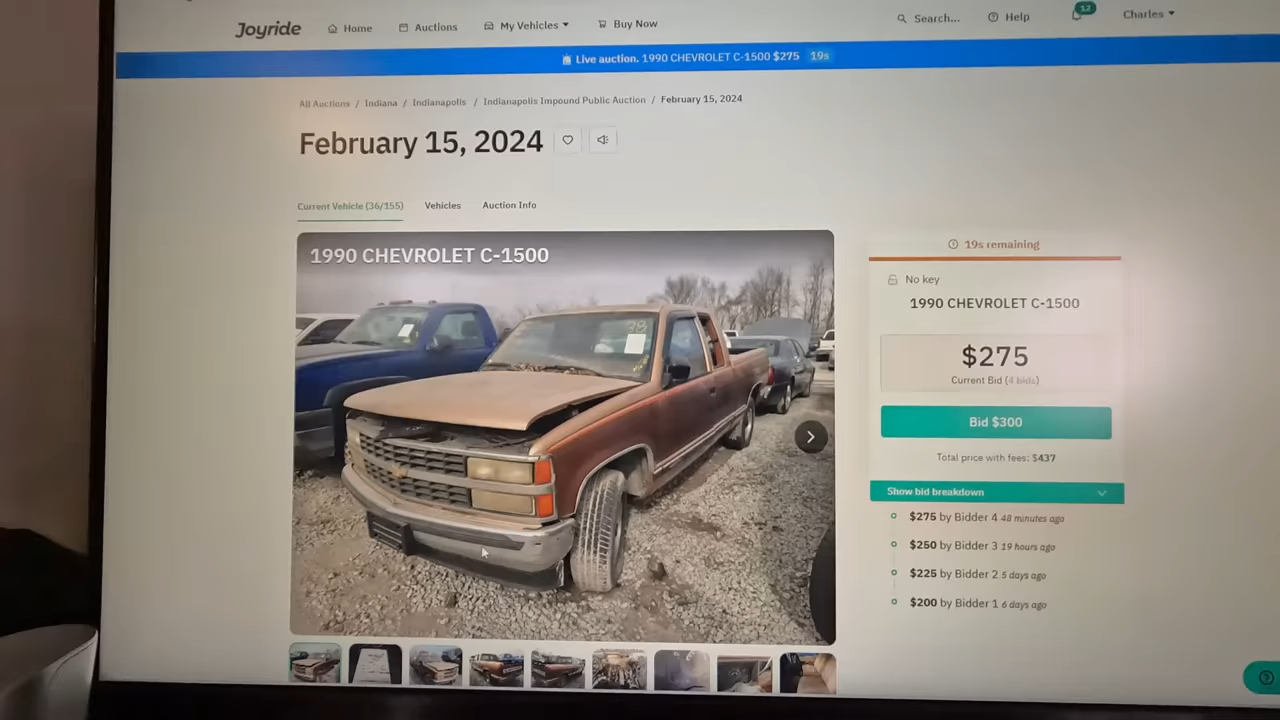 Joyride
Home
Auctions
My Vehicles
Buy Now
Search...
Help
12
Charles
Live auction. 1990 CHEVROLET C-1500 $275 19s
All Auctions / Indiana / Indianapolis / Indianapolis Impound Public Auction / February 15, 2024
February 15, 2024
Current Vehicle (36/155)
Vehicles
Auction Info
1990 CHEVROLET C-1500
19s remaining
No key
1990 CHEVROLET C-1500
$275
Current Bid (4 bids)
Bid $300
Total price with fees: $437
Show bid breakdown
$275 by Bidder 4 48 minutes ago
$250 by Bidder 3 19 hours ago
$225 by Bidder 2 5 days ago
$200 by Bidder 1 6 days ago